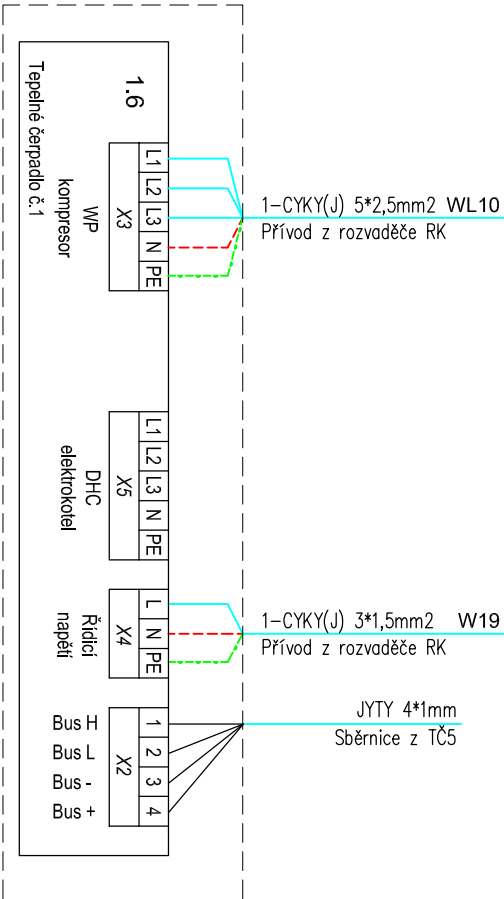 1.6
Tepelné čerpadlo č.1
WP
kompresor
X3
L1
L2
L3
N
PE
1-CYKY(J) 5*2,5mm2 WL10
Přívod z rozvaděče RK
DHC
elektrokotel
X5
L1
L2
L3
N
PE
Řídicí
napětí
X4
L
N
PE
1-CYKY(J) 3*1,5mm2 W19
Přívod z rozvaděče RK
Bus H
Bus L
Bus -
Bus +
X2
1
2
3
4
JYTY 4*1mm
Sběrnice z TČ5